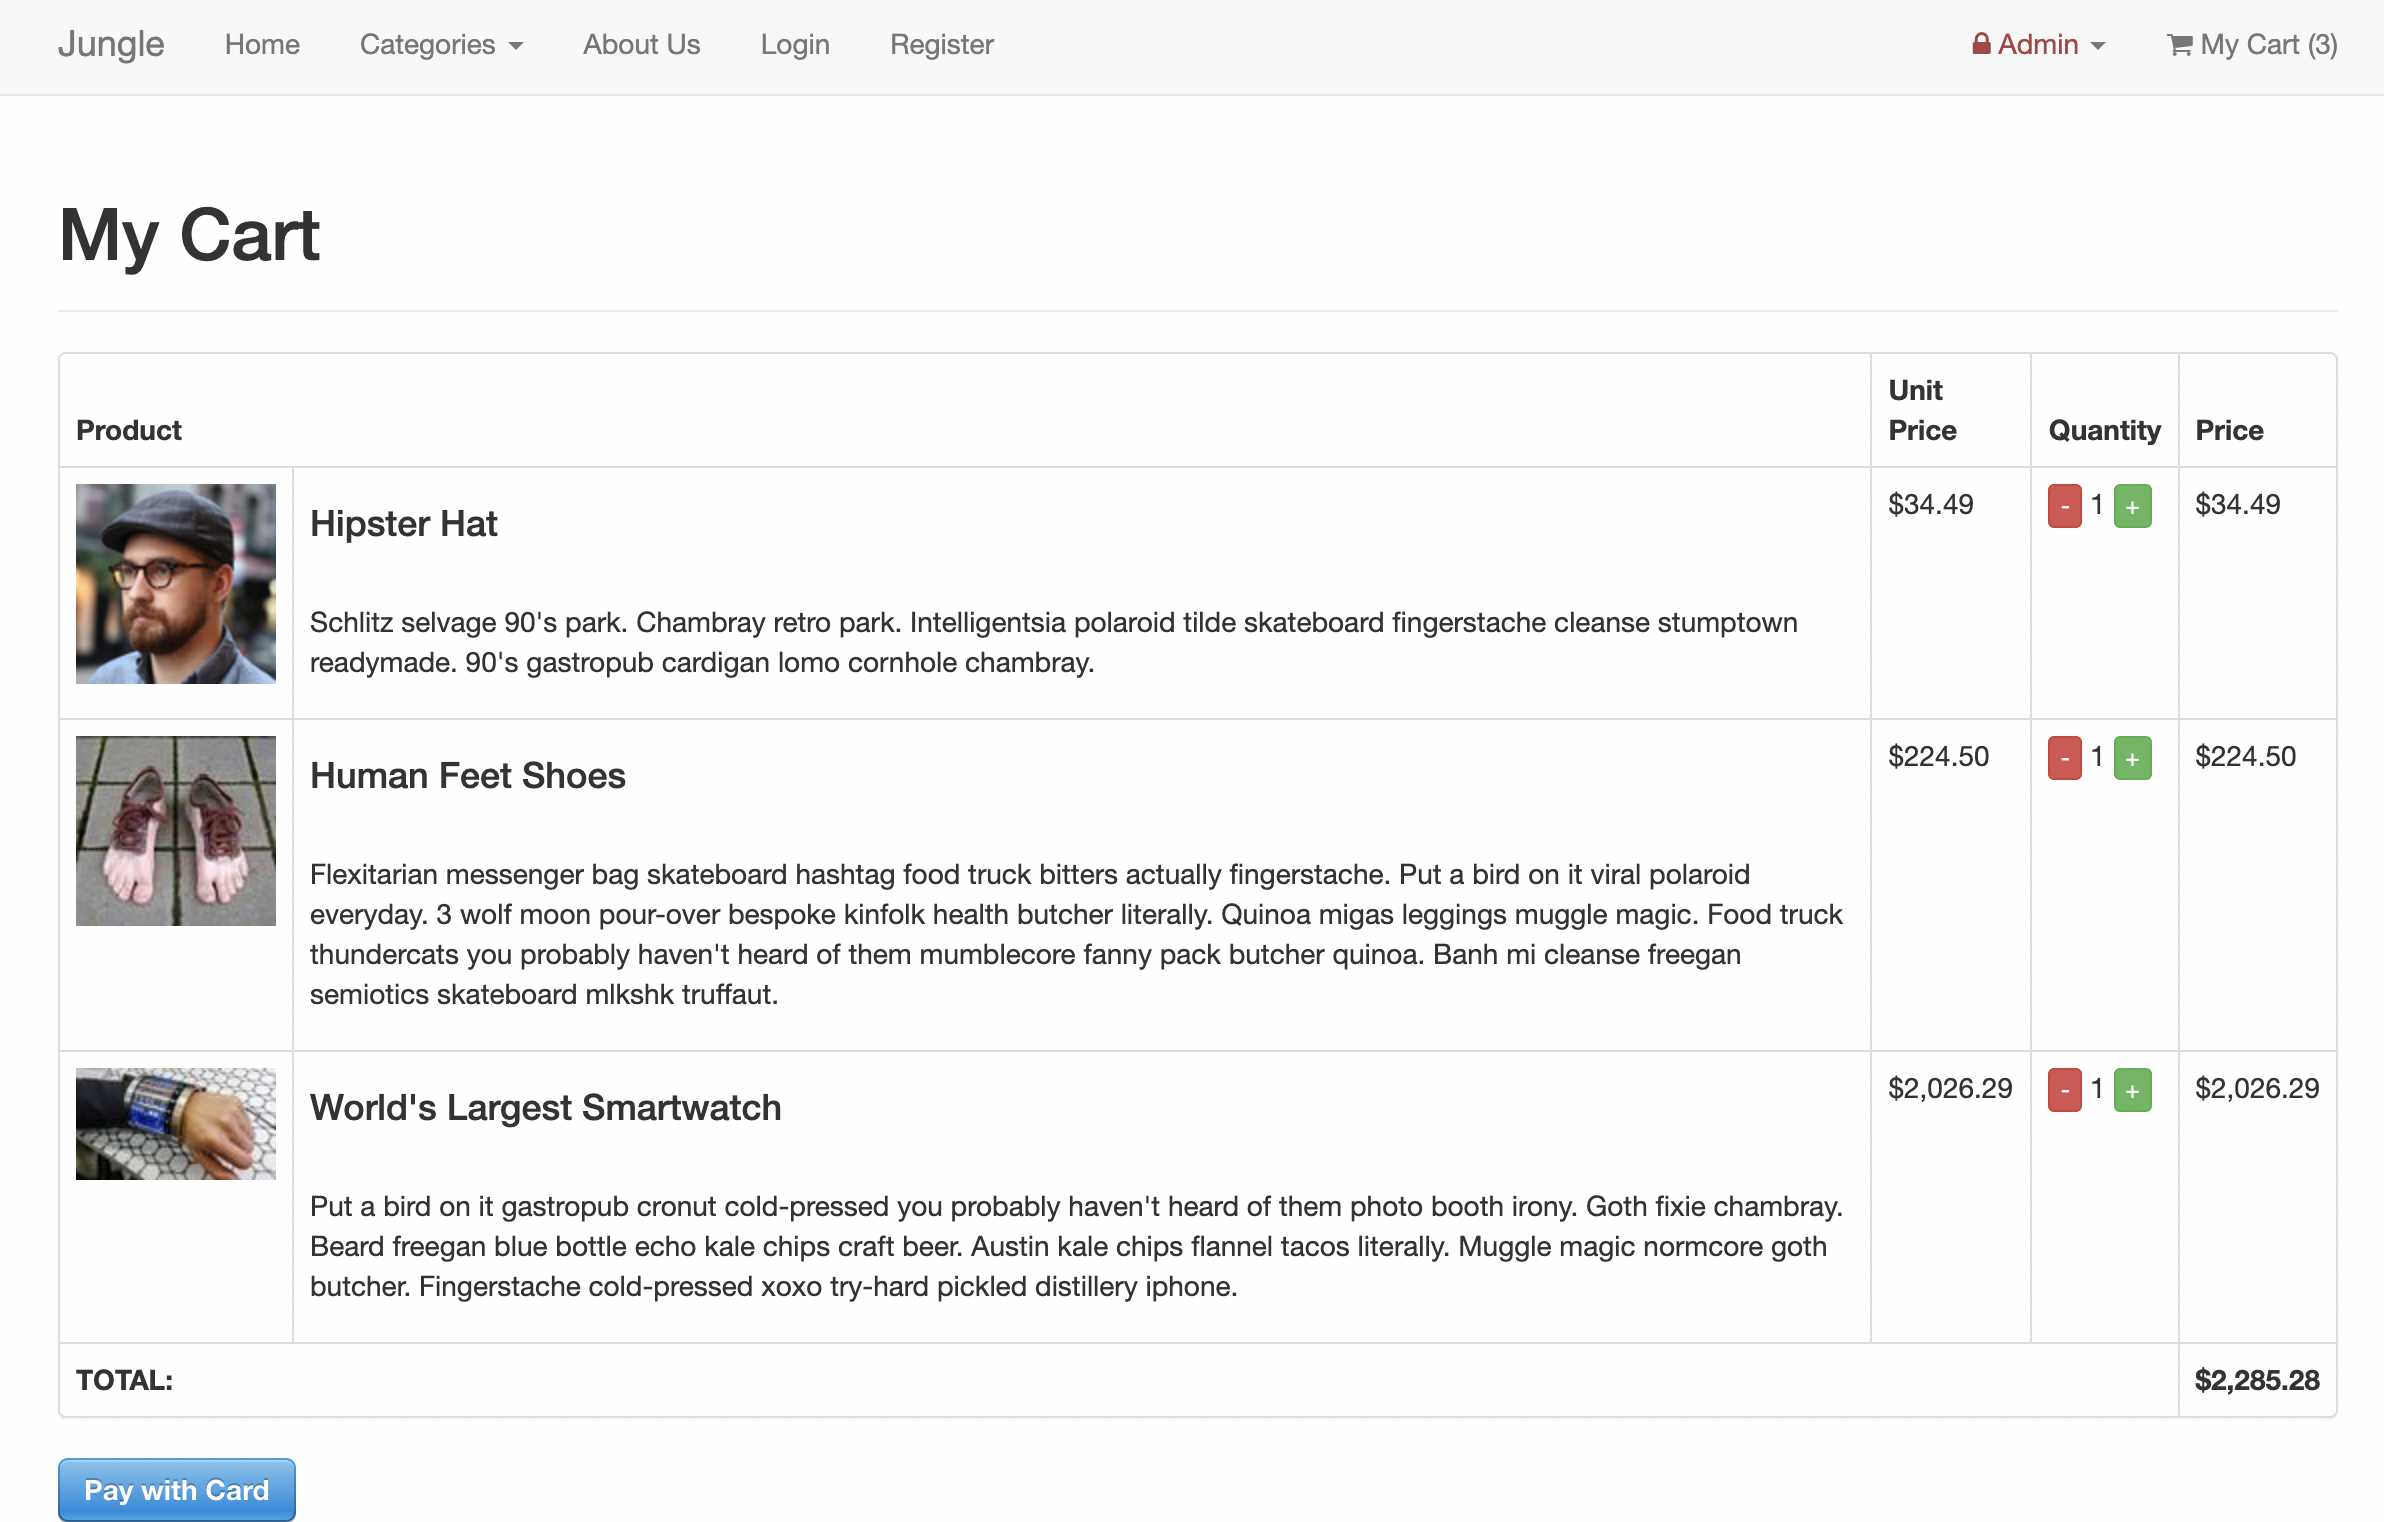 Jungle Home Categories About Us Login Register Admin My Cart (3)
My Cart
Product Unit Price Quantity Price
Hipster Hat $34.49 - 1 + $34.49
Schlitz selvage 90's park. Chambray retro park. Intelligentsia polaroid tilde skateboard fingerstache cleanse stumptown
readymade. 90's gastropub cardigan lomo cornhole chambray.
Human Feet Shoes $224.50 - 1 + $224.50
Flexitarian messenger bag skateboard hashtag food truck bitters actually fingerstache. Put a bird on it viral polaroid
everyday. 3 wolf moon pour-over bespoke kinfolk health butcher literally. Quinoa migas leggings muggle magic. Food truck
thundercats you probably haven't heard of them mumblecore fanny pack butcher quinoa. Banh mi cleanse freegan
semiotics skateboard mlkshk truffaut.
World's Largest Smartwatch $2,026.29 - 1 + $2,026.29
Put a bird on it gastropub cronut cold-pressed you probably haven't heard of them photo booth irony. Goth fixie chambray.
Beard freegan blue bottle echo kale chips craft beer. Austin kale chips flannel tacos literally. Muggle magic normcore goth
butcher. Fingerstache cold-pressed xoxo try-hard pickled distillery iphone.
TOTAL: $2,285.28
Pay with Card